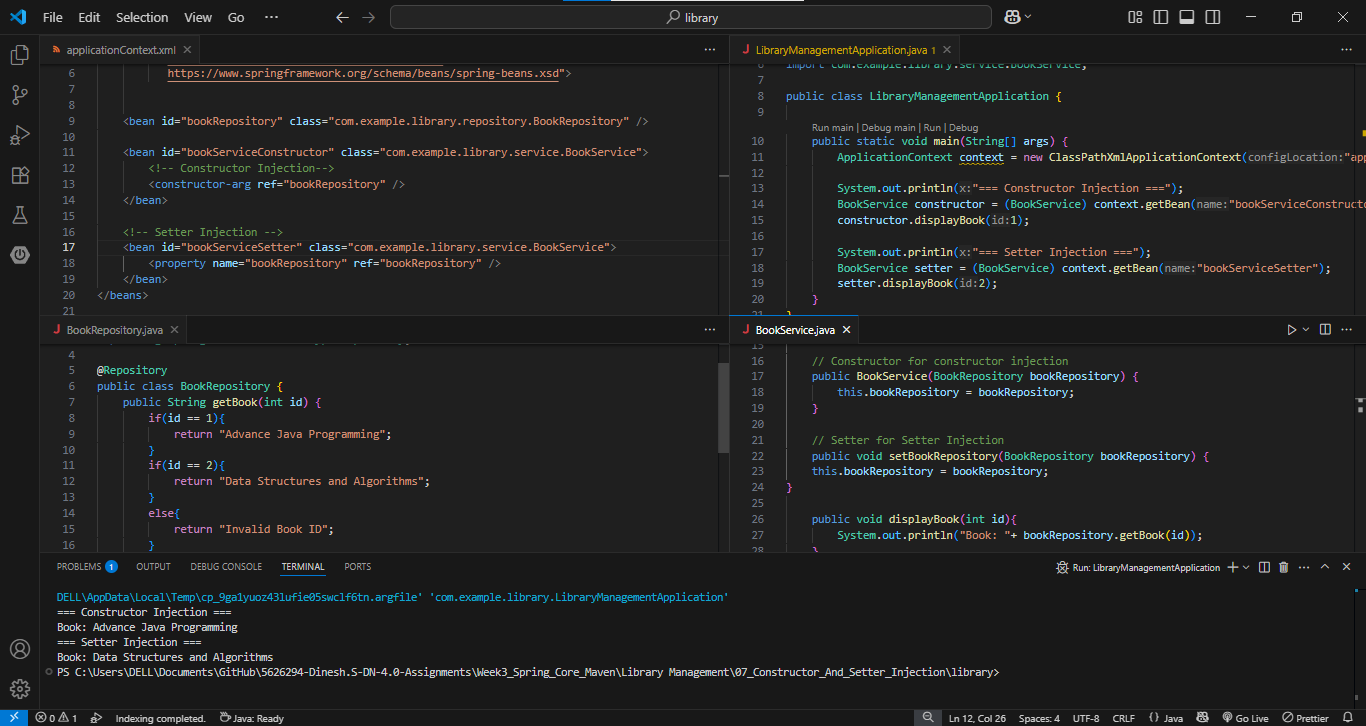 File Edit Selection View Go ··· library
applicationContext.xml
6 https://www.springframework.org/schema/beans/spring-beans.xsd">
7
8
9 <bean id="bookRepository" class="com.example.library.repository.BookRepository" />
10
11 <bean id="bookServiceConstructor" class="com.example.library.service.BookService">
12 <!-- Constructor Injection-->
13 <constructor-arg ref="bookRepository" />
14 </bean>
15
16 <!-- Setter Injection -->
17 <bean id="bookServiceSetter" class="com.example.library.service.BookService">
18 <property name="bookRepository" ref="bookRepository" />
19 </bean>
20 </beans>
21
LibraryManagementApplication.java 1
6 import com.example.library.service.BookService;
7
8 public class LibraryManagementApplication {
9
Run main | Debug main | Run | Debug
10 public static void main(String[] args) {
11 ApplicationContext context = new ClassPathXmlApplicationContext(configLocation:"app
12
13 System.out.println(x:"=== Constructor Injection ===");
14 BookService constructor = (BookService) context.getBean(name:"bookServiceConstructo
15 constructor.displayBook(id:1);
16
17 System.out.println(x:"=== Setter Injection ===");
18 BookService setter = (BookService) context.getBean(name:"bookServiceSetter");
19 setter.displayBook(id:2);
20 }
21 }
BookRepository.java
4
5 @Repository
6 public class BookRepository {
7 public String getBook(int id) {
8 if(id == 1){
9 return "Advance Java Programming";
10 }
11 if(id == 2){
12 return "Data Structures and Algorithms";
13 }
14 else{
15 return "Invalid Book ID";
16 }
BookService.java
15
16 // Constructor for constructor injection
17 public BookService(BookRepository bookRepository) {
18 this.bookRepository = bookRepository;
19 }
20
21 // Setter for Setter Injection
22 public void setBookRepository(BookRepository bookRepository) {
23 this.bookRepository = bookRepository;
24 }
25
26 public void displayBook(int id){
27 System.out.println("Book: "+ bookRepository.getBook(id));
28 }
PROBLEMS 1 OUTPUT DEBUG CONSOLE TERMINAL PORTS Run: LibraryManagementApplication
DELL\AppData\Local\Temp\cp_9ga1yuoz43lufie05swclf6tn.argfile' 'com.example.library.LibraryManagementApplication'
=== Constructor Injection ===
Book: Advance Java Programming
=== Setter Injection ===
Book: Data Structures and Algorithms
PS C:\Users\DELL\Documents\GitHub\5626294-Dinesh.S-DN-4.0-Assignments\Week3_Spring_Core_Maven\Library Management\07_Constructor_And_Setter_Injection\library>
0 1 Indexing completed. Java: Ready Ln 12, Col 26 Spaces: 4 UTF-8 CRLF {} Java Go Live Prettier